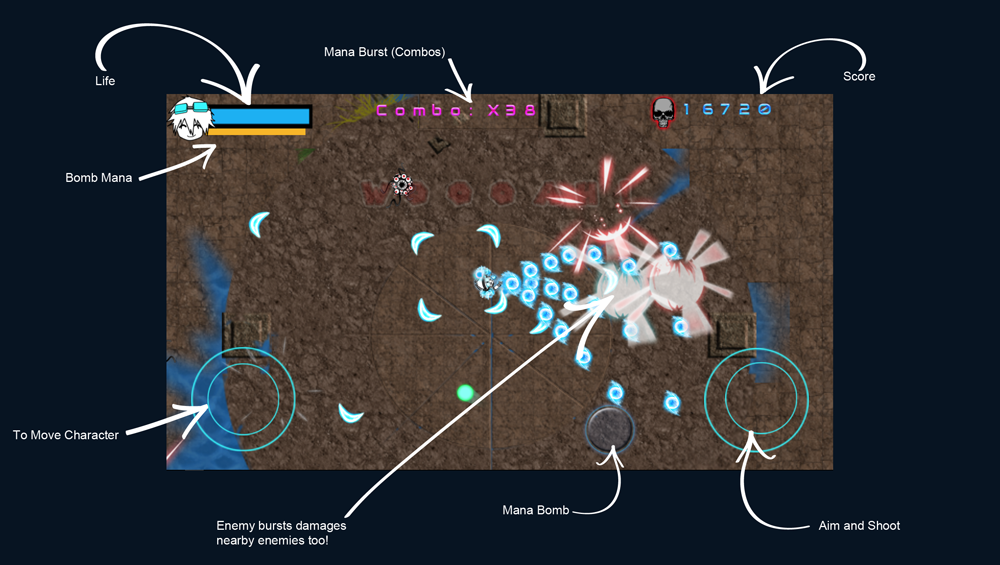 Mana Burst (Combos)
Life
Score
Combo: X38
16720
Bomb Mana
To Move Character
Mana Bomb
Enemy bursts damages
nearby enemies too!
Aim and Shoot